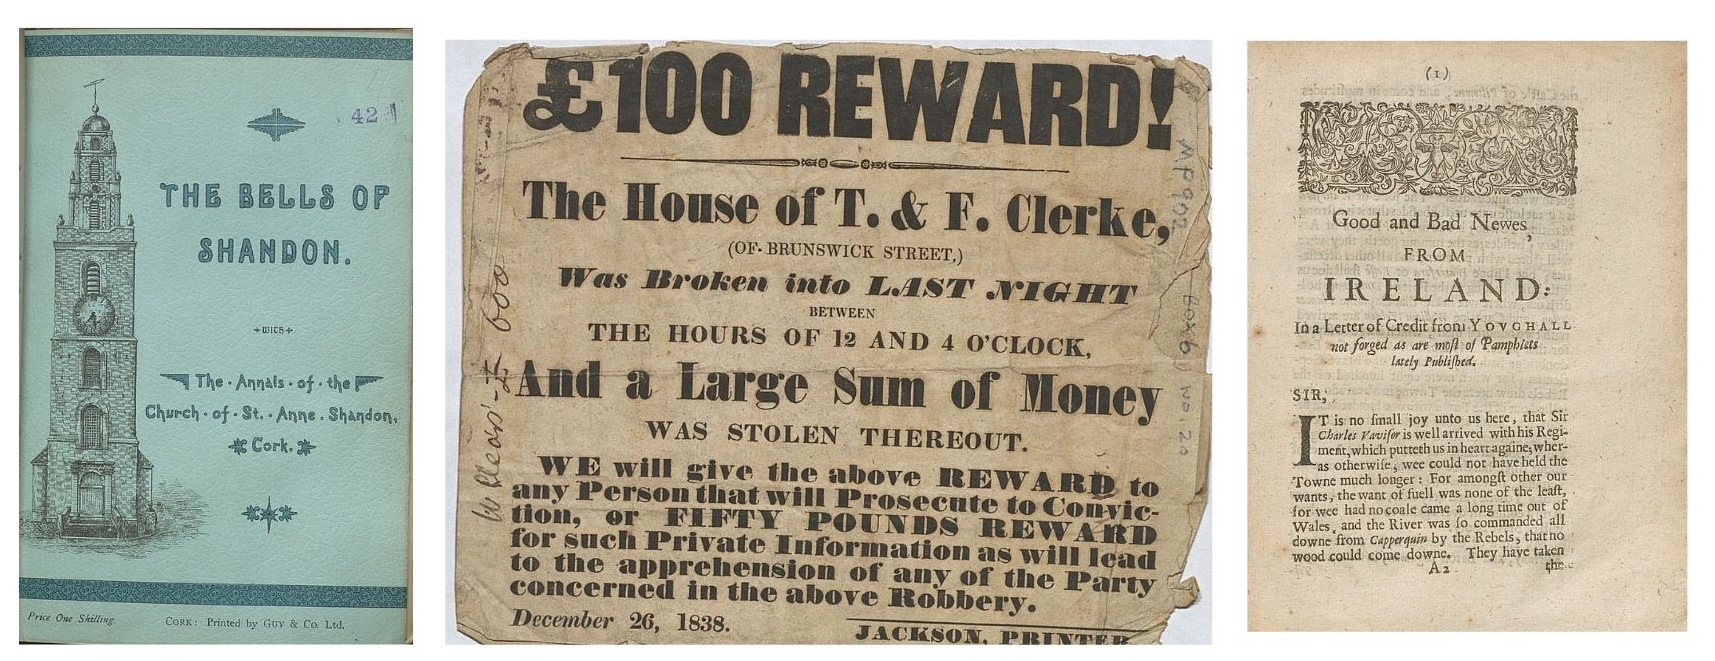 42
THE BELLS OF
SHANDON.
WITH
The · Annals · of · the
Church · of · St. · Anne · Shandon,
Cork.
Price One Shilling.
CORK: Printed by GUY & Co. Ltd.
£100 REWARD!
The House of T. & F. Clerke,
(OF BRUNSWICK STREET,)
Was Broken into LAST NIGHT
BETWEEN
THE HOURS OF 12 AND 4 O'CLOCK,
And a Large Sum of Money
WAS STOLEN THEREOUT.
WE will give the above REWARD to
any Person that will Prosecute to Convic-
tion, or FIFTY POUNDS REWARD
for such Private Information as will lead
to the apprehension of any of the Party
concerned in the above Robbery.
December 26, 1838.
JACKSON, PRINTER
£ 600
MP902
Box 6
No. 20
(1)
Good and Bad Newes,
FROM
IRELAND:
In a Letter of Credit from YOVGHALL
not forged as are most of Pamphlets
lately Published.
SIR,
IT is no small joy unto us here, that Sir
Charles Vavisor is well arrived with his Regi-
ment, which putteth us in heart againe, wher-
as otherwise, wee could not have held the
Towne much longer: For amongst other our
wants, the want of fuell was none of the least,
for wee had no coale came a long time out of
Wales, and the River was so commanded all
downe from Capperquin by the Rebels, that no
wood could come downe. They have taken
A2
the